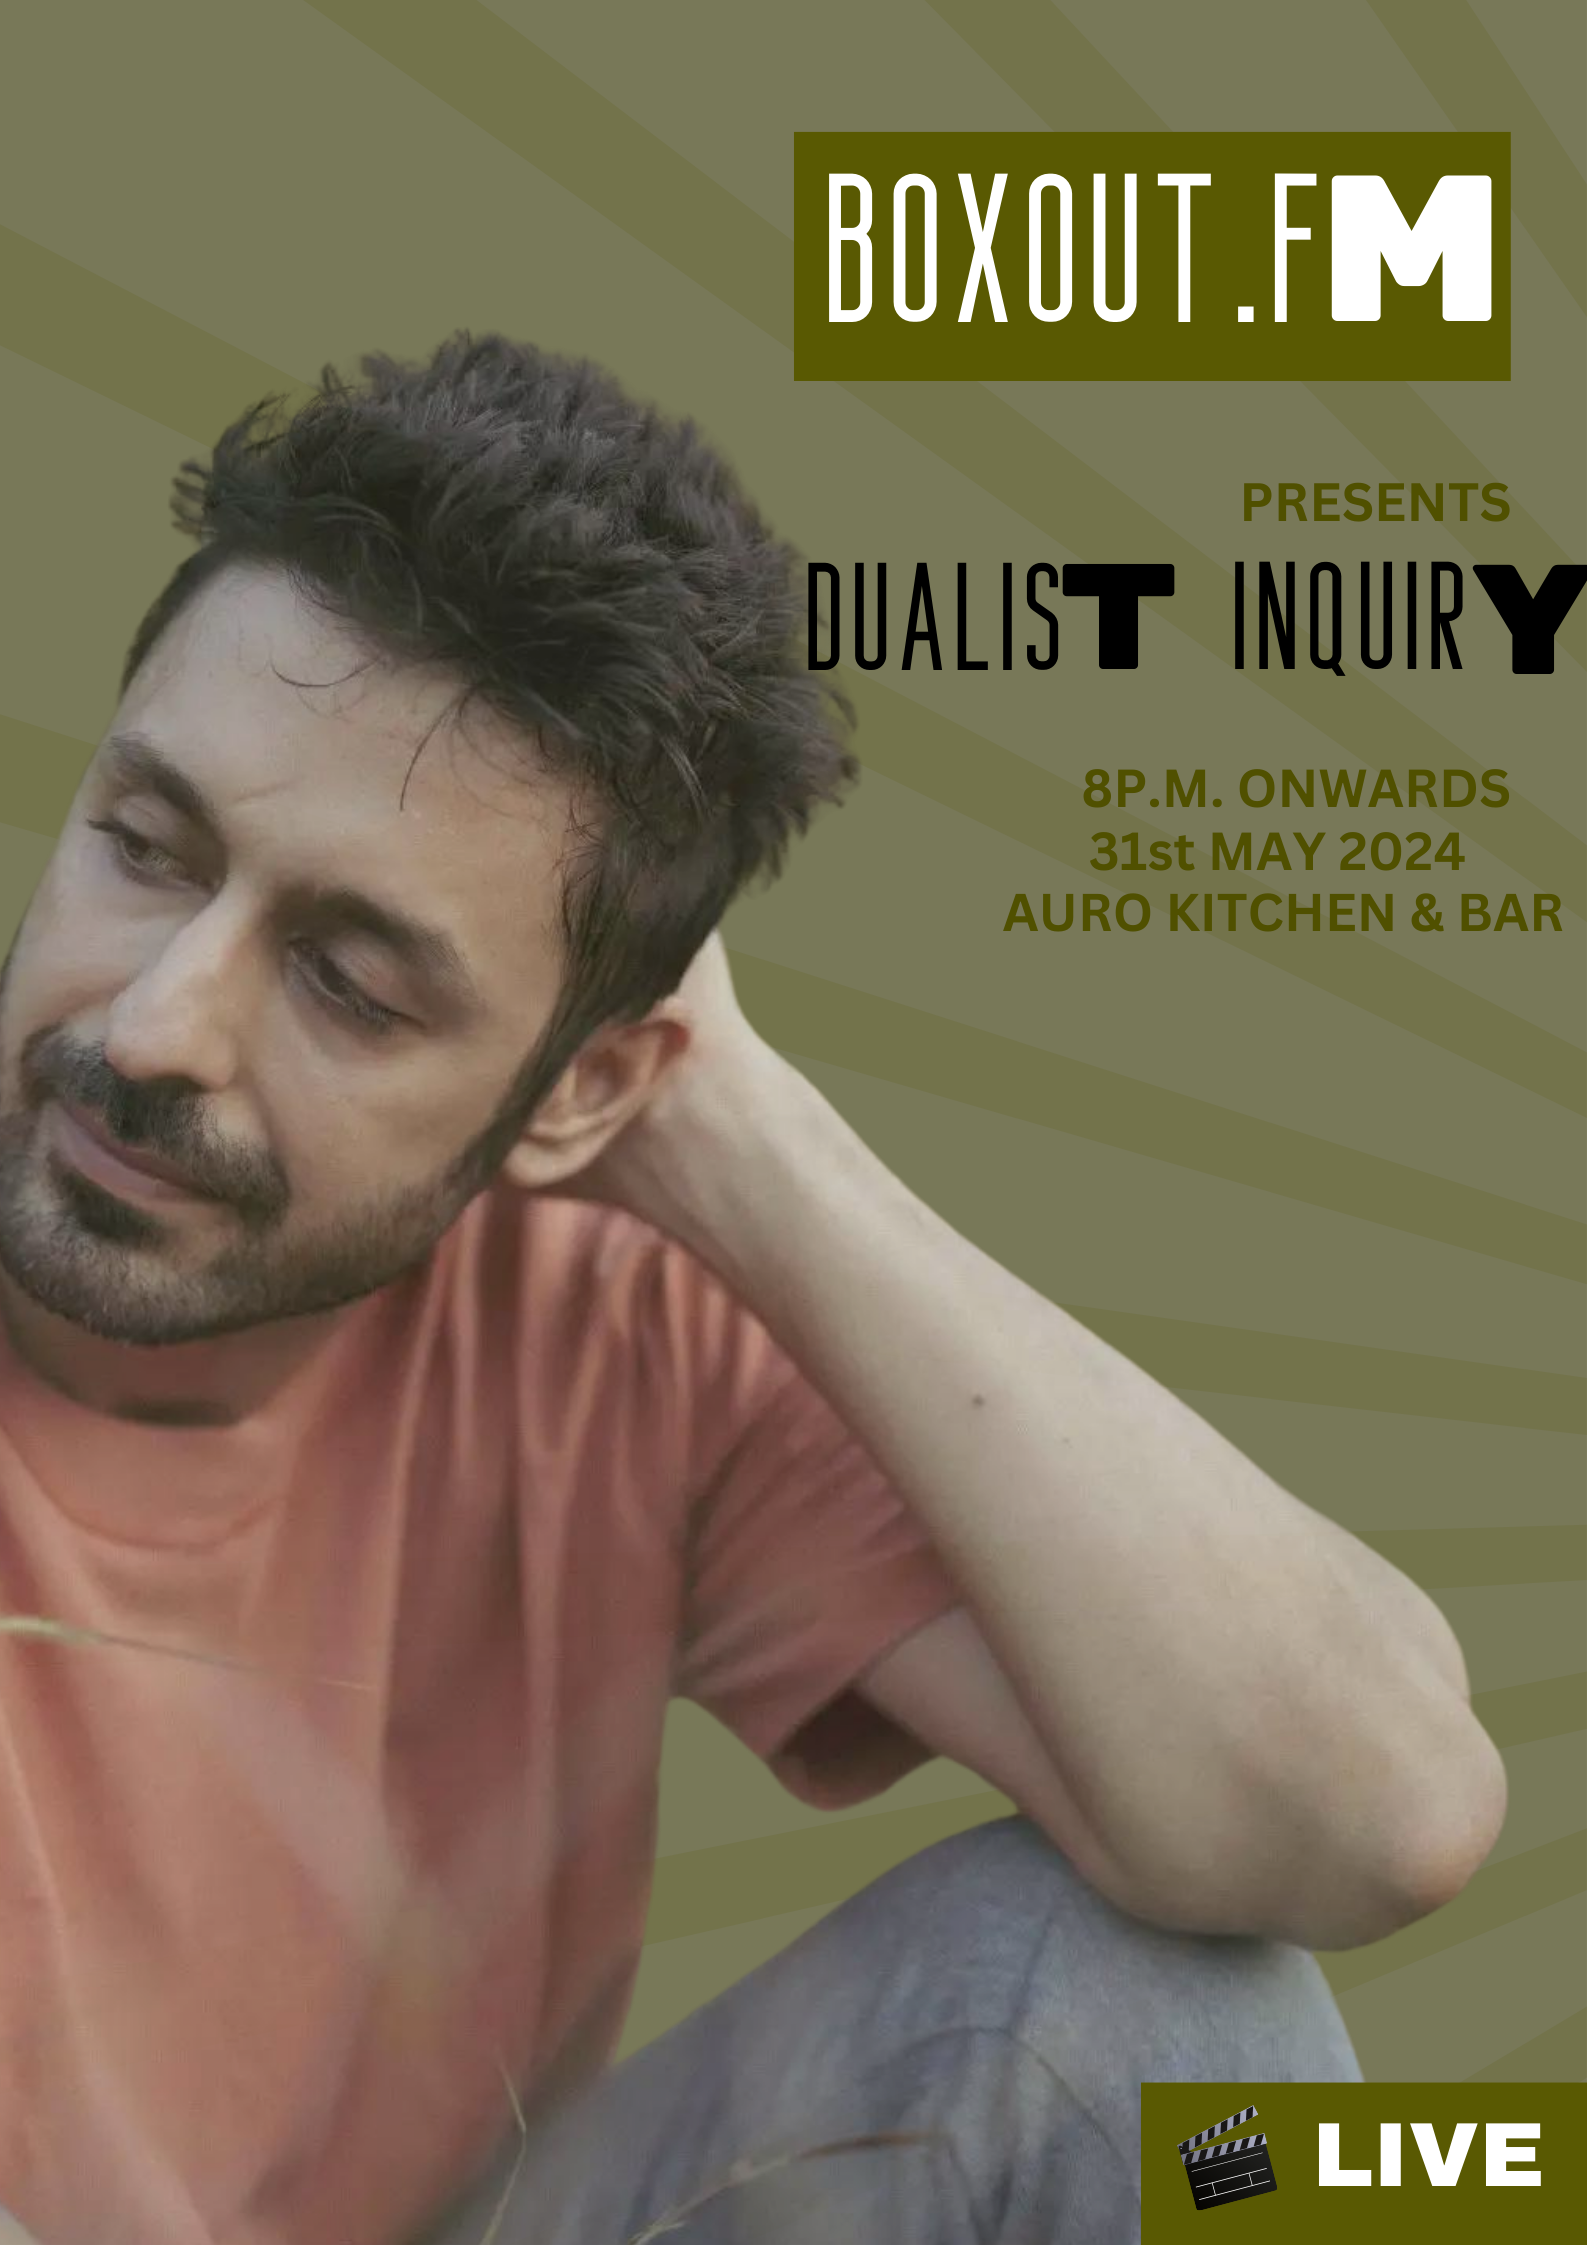 BOXOUT.FM
PRESENTS
DUALIST INQUIRY
8P.M. ONWARDS
31st MAY 2024
AURO KITCHEN & BAR
LIVE